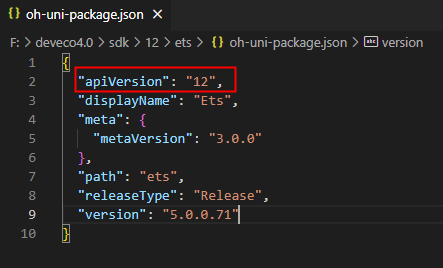 oh-uni-package.json ×
F: > deveco4.0 > sdk > 12 > ets > {} oh-uni-package.json > abc version
1 {
2 "apiVersion": "12",
3 "displayName": "Ets",
4 "meta": {
5 "metaVersion": "3.0.0"
6 },
7 "path": "ets",
8 "releaseType": "Release",
9 "version": "5.0.0.71"
10 }